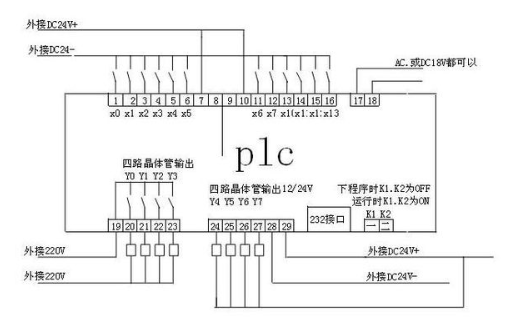 外接DC24V+
外接DC24-
AC.或DC18V都可以
1 2 3 4 5 6 7 8 9 10 11 12 13 14 15 16 17 18
x0 x1 x2 x3 x4 x5 x6 x7 x1(x1:x1:x13
plc
四路晶体管输出
Y0 Y1 Y2 Y3
四路晶体管输出12/24V
Y4 Y5 Y6 Y7
下程序时K1.K2为OFF
运行时K1.K2为ON
232接口
K1 K2
一 二
19 20 21 22 23 24 25 26 27 28 29
外接220V
外接DC24V+
外接220V
外接DC24V-